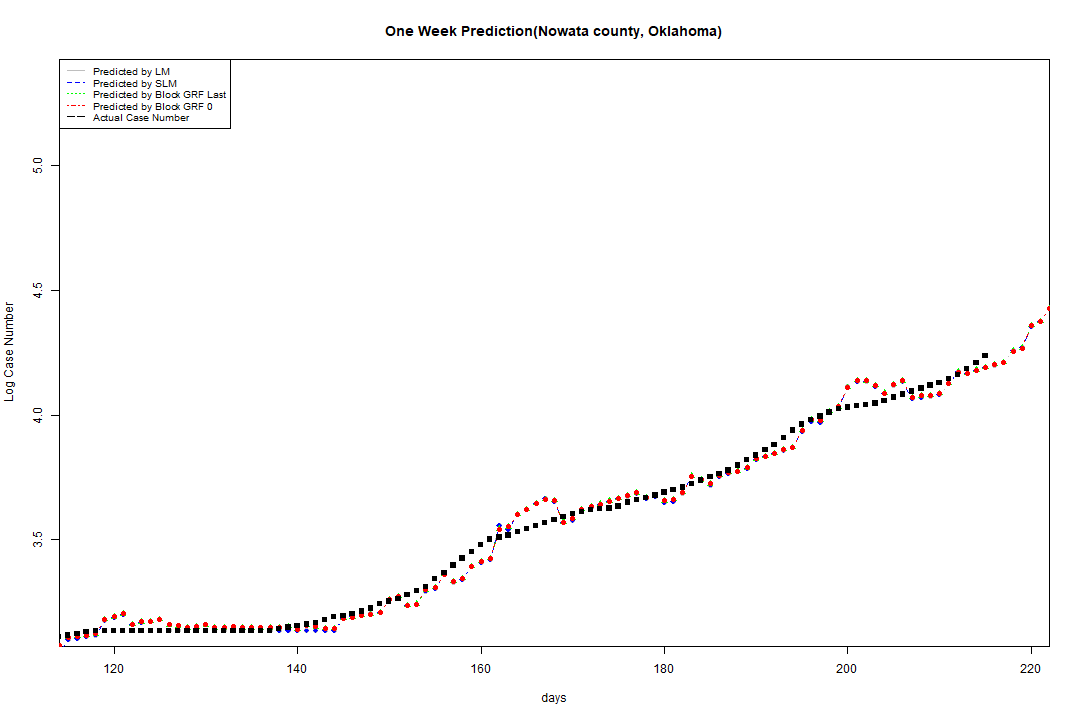 One Week Prediction(Nowata county, Oklahoma)
Predicted by LM
Predicted by SLM
Predicted by Block GRF Last
Predicted by Block GRF 0
Actual Case Number
5.0
4.5
4.0
3.5
Log Case Number
120 140 160 180 200 220
days